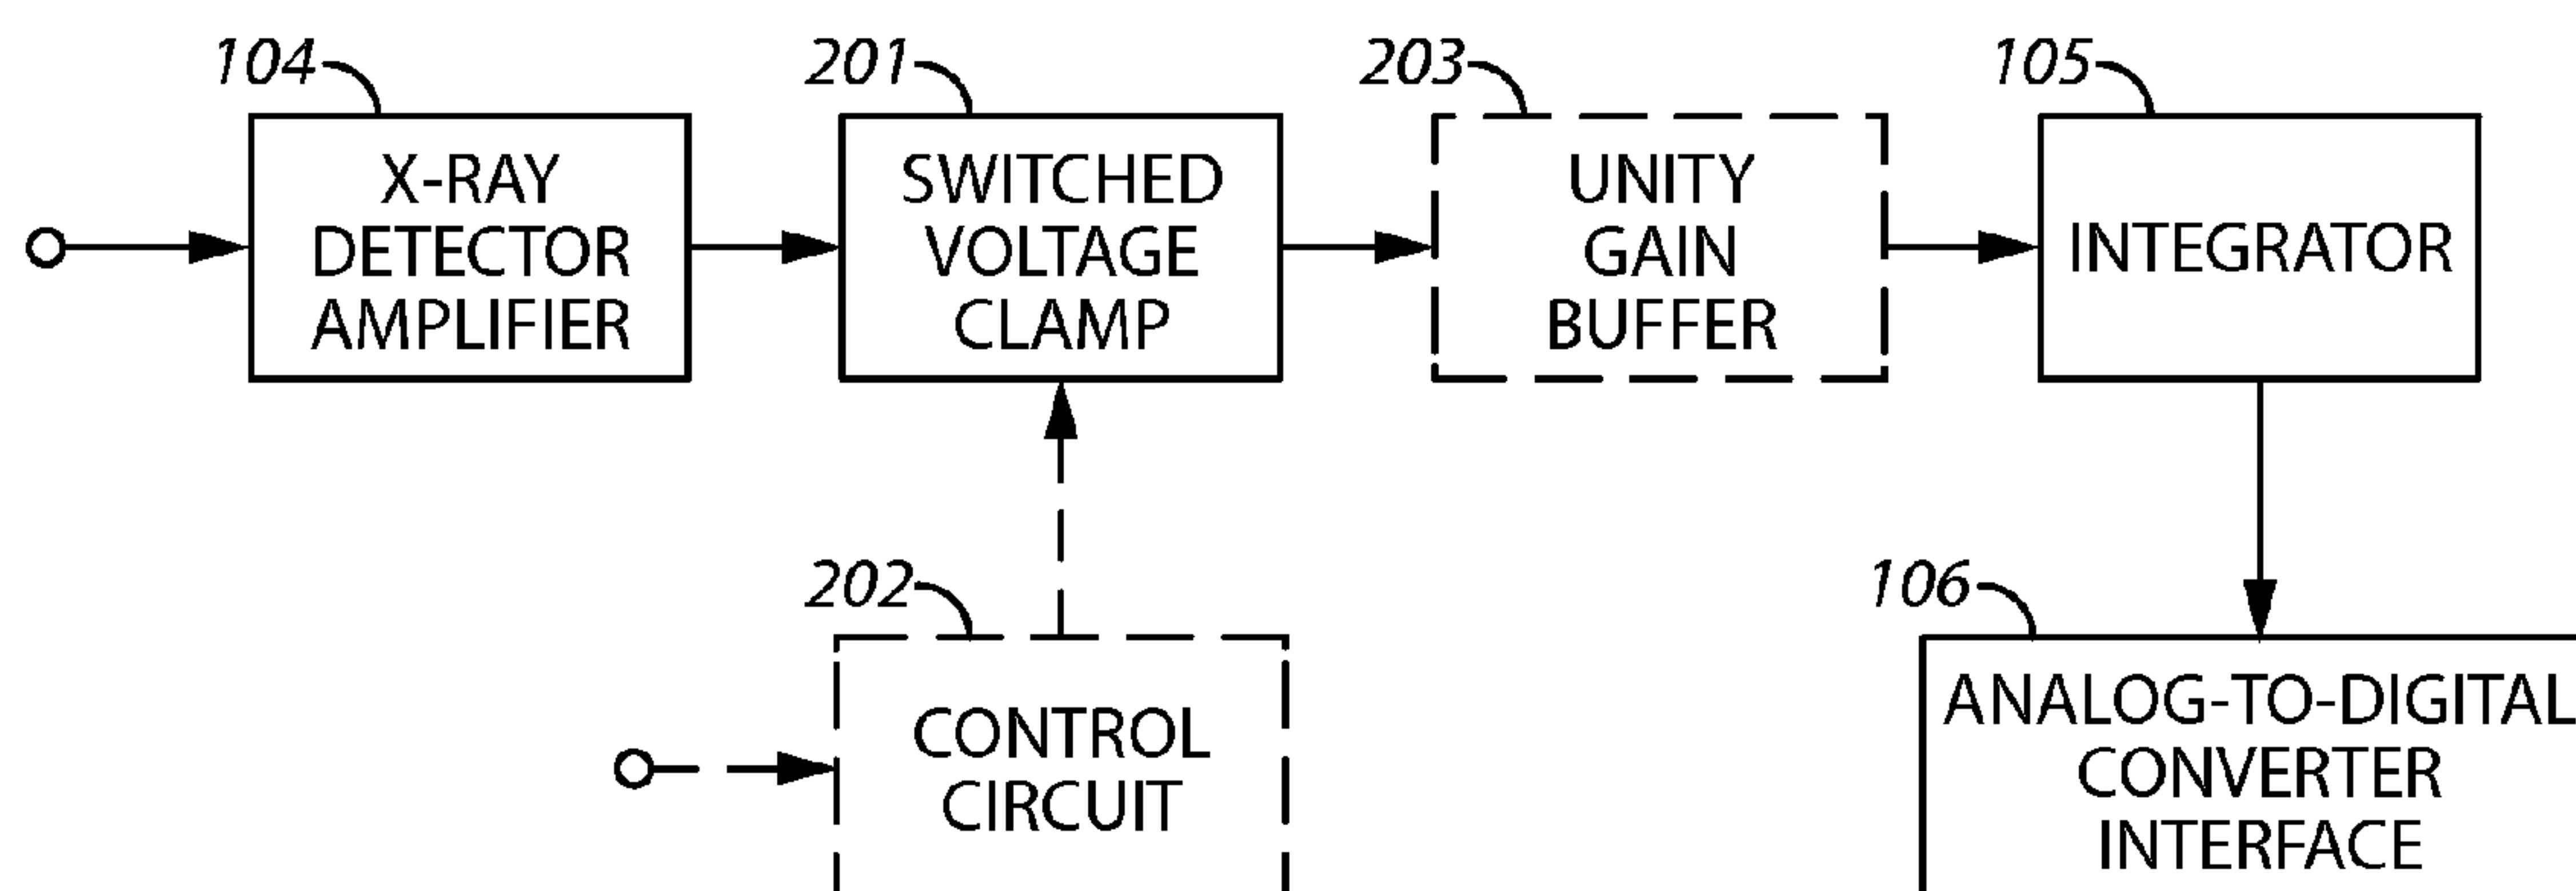 104
201
203
105
X-RAY
DETECTOR
AMPLIFIER
SWITCHED
VOLTAGE
CLAMP
UNITY
GAIN
BUFFER
INTEGRATOR
202
106
CONTROL
CIRCUIT
ANALOG-TO-DIGITAL
CONVERTER
INTERFACE